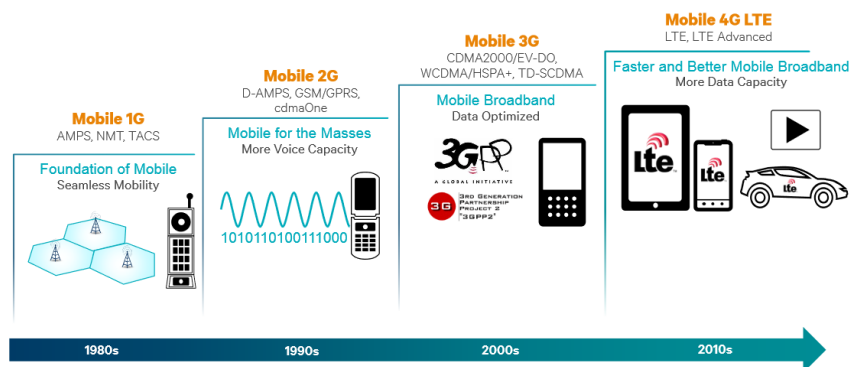 Mobile 1G
AMPS, NMT, TACS
Foundation of Mobile
Seamless Mobility
Mobile 2G
D-AMPS, GSM/GPRS,
cdmaOne
Mobile for the Masses
More Voice Capacity
1010110100111000
Mobile 3G
CDMA2000/EV-DO,
WCDMA/HSPA+, TD-SCDMA
Mobile Broadband
Data Optimized
3GPP™
A GLOBAL INITIATIVE
3G
3RD GENERATION
PARTNERSHIP
PROJECT 2
"3GPP2"
Mobile 4G LTE
LTE, LTE Advanced
Faster and Better Mobile Broadband
More Data Capacity
Lte
Lte
Lte
1980s
1990s
2000s
2010s